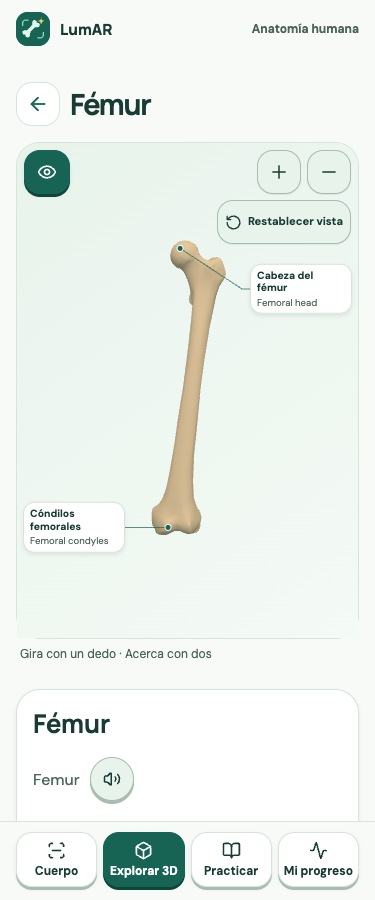 LumAR
Anatomía humana
Fémur
Restablecer vista
Cabeza del
fémur
Femoral head
Cóndilos
femorales
Femoral condyles
Gira con un dedo · Acerca con dos
Fémur
Femur
Cuerpo
Explorar 3D
Practicar
Mi progreso